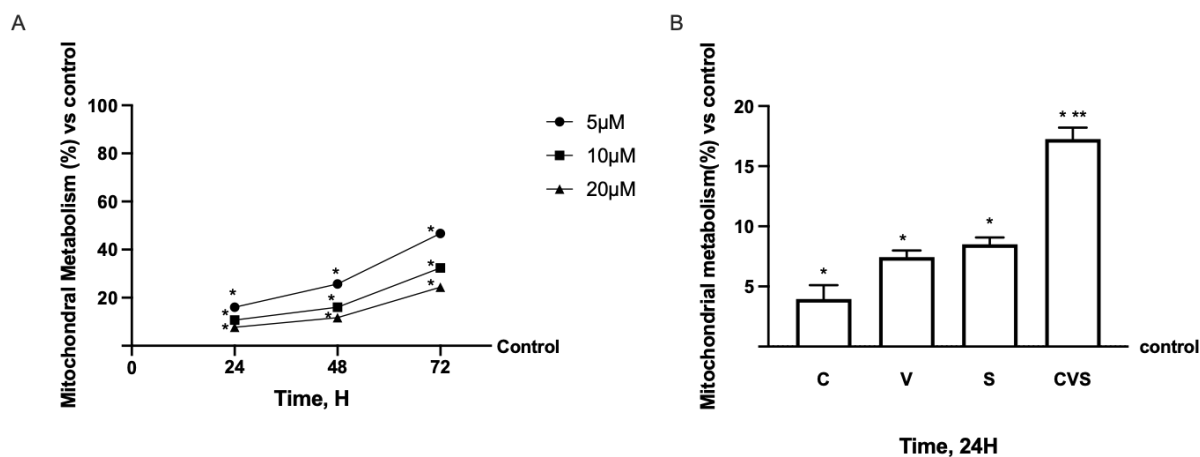 A
Mitochondral Metabolism (%) vs control
100
80
60
40
20
0
24
48
72
Control
Time, H
5µM
10µM
20µM
*
*
*
*
*
*
*
*
*
B
Mitochondrial metabolism(%) vs control
20
15
10
5
*
*
*
* **
control
C
V
S
CVS
Time, 24H